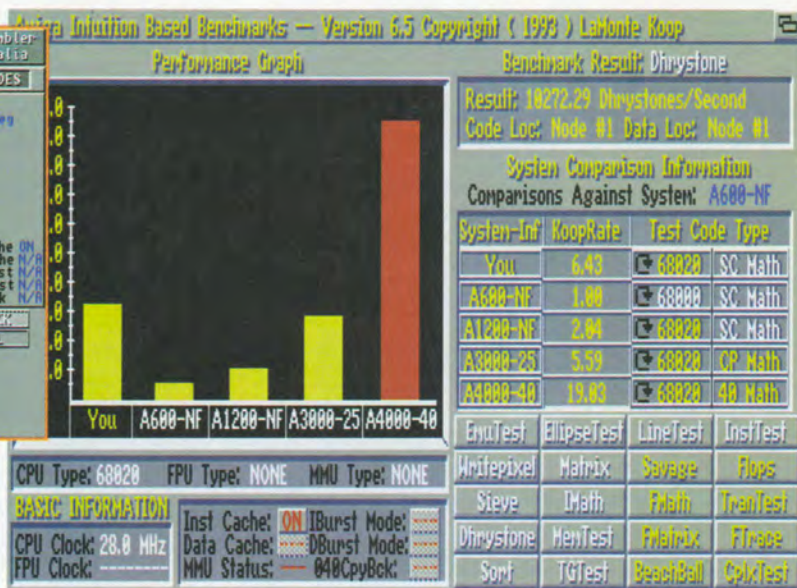 Amiga Intuition Based Benchmarks — Version 6.5 Copyright ( 1993 ) LaMonte Koop
Performance Graph
You A600-NF A1200-NF A3000-25 A4000-40
CPU Type: 68020 FPU Type: NONE MMU Type: NONE
BASIC INFORMATION
CPU Clock: 28.0 MHz
FPU Clock: --------
Inst Cache: ON IBurst Mode:
Data Cache: DBurst Mode:
MMU Status: 040CpyBck:
Benchmark Result: Dhrystone
Result: 10272.29 Dhrystones/Second
Code Loc: Node #1 Data Loc: Node #1
System Comparison Information
Comparisons Against System: A600-NF
System-Inf KoopRate Test Code Type
You 6.43 68020 SC Math
A600-NF 1.00 68000 SC Math
A1200-NF 2.04 68020 SC Math
A3000-25 5.59 68020 CP Math
A4000-40 19.03 68020 40 Math
EmuTest EllipseTest LineTest InstTest
Writepixel Matrix Savage Flops
Sieve IMath FMath TranTest
Dhrystone MemTest FMatrix FTrace
Sort TGTest BeachBall CplxTest